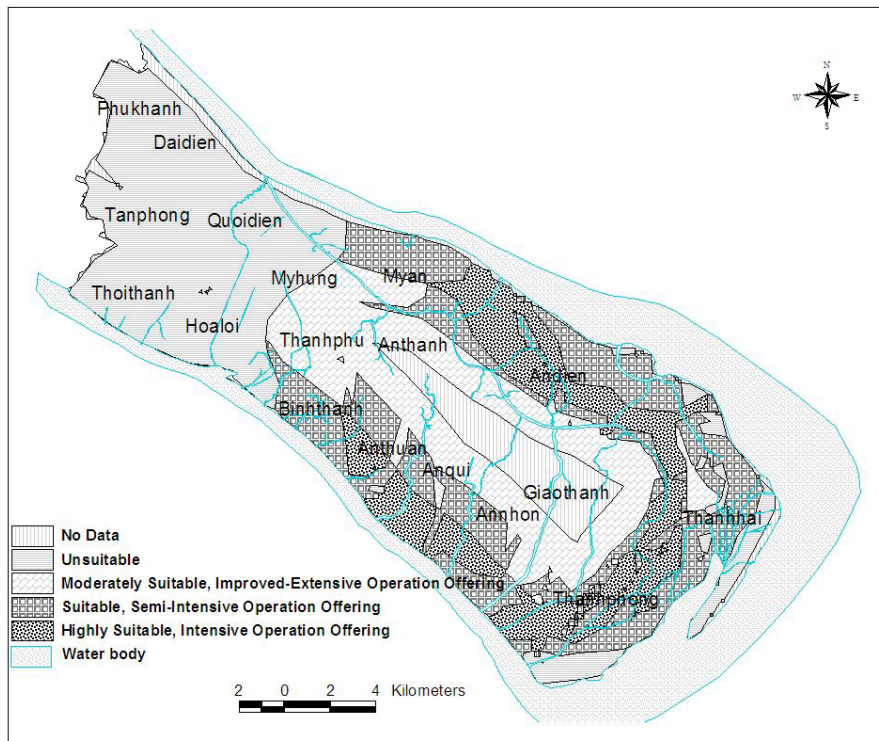 N
W E
S
Phukhanh
Daidien
Tanphong
Quoidien
Myhung
Myan
Thoithanh
Hoaloi
Thanhphu
Anthanh
Andien
Binhthanh
Anthuan
Anqui
Giaothanh
Annhon
Thanhhai
Thanhphong
No Data
Unsuitable
Moderately Suitable, Improved-Extensive Operation Offering
Suitable, Semi-Intensive Operation Offering
Highly Suitable, Intensive Operation Offering
Water body
2 0 2 4 Kilometers